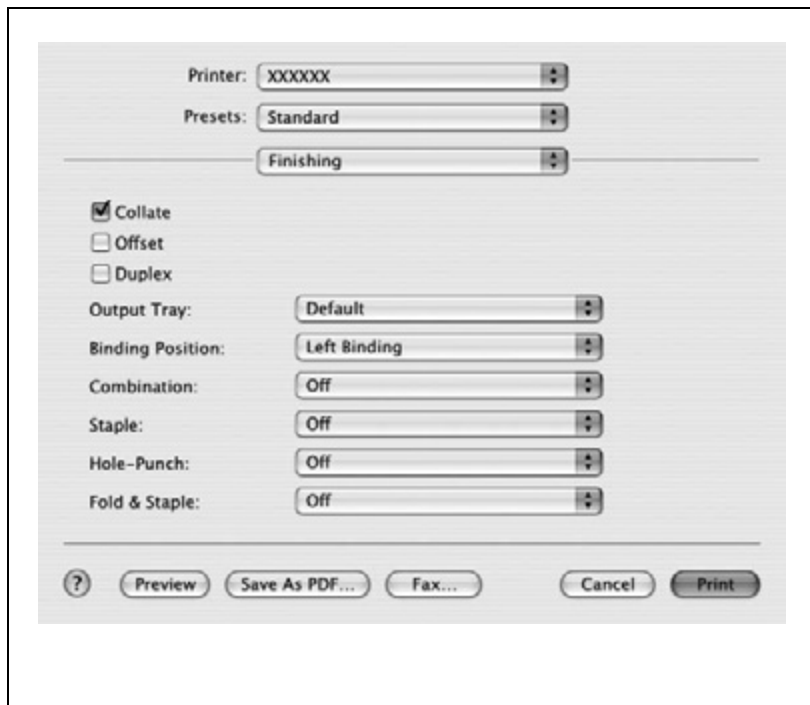 Printer: XXXXXX
Presets: Standard
Finishing
Collate
Offset
Duplex
Output Tray: Default
Binding Position: Left Binding
Combination: Off
Staple: Off
Hole-Punch: Off
Fold & Staple: Off
? Preview Save As PDF... Fax... Cancel Print